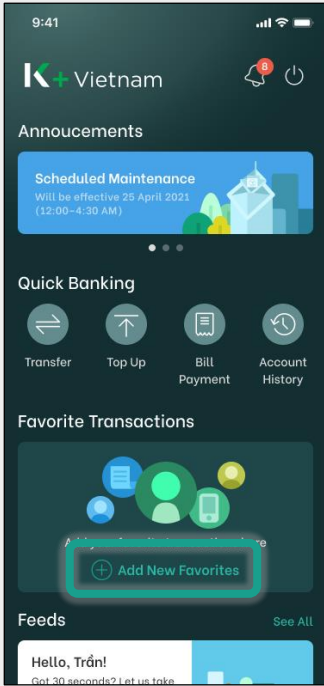 9:41
K+ Vietnam
8
Annoucements
Scheduled Maintenance
Will be effective 25 April 2021
(12:00-4:30 AM)
Quick Banking
Transfer Top Up Bill Payment Account History
Favorite Transactions
Add New Favorites
Feeds See All
Hello, Trần!
Got 30 seconds? Let us take